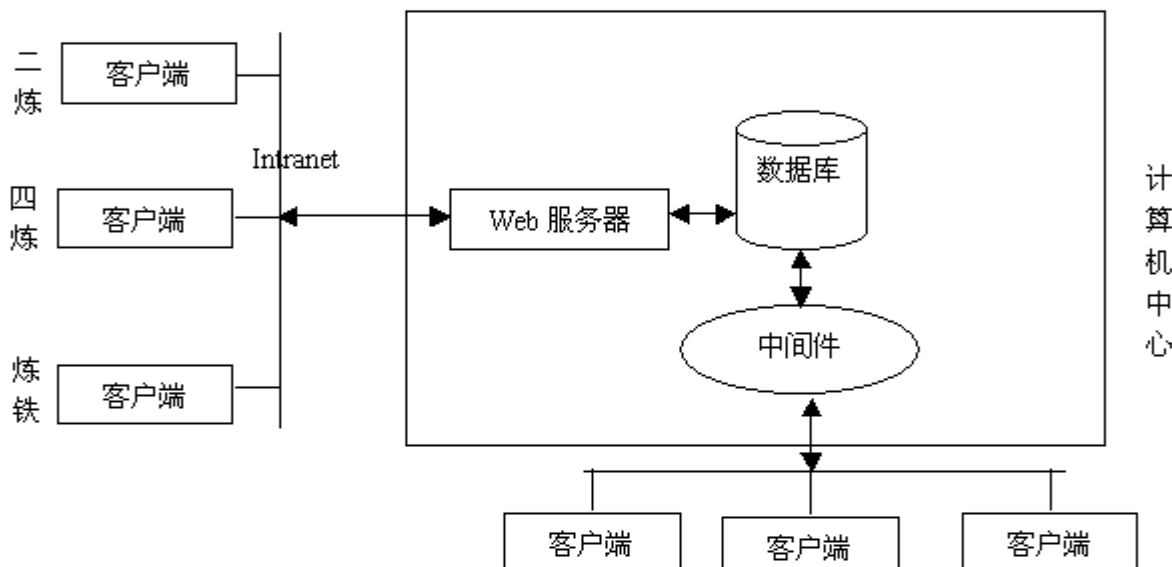 二炼
客户端
Intranet
四炼
客户端
炼铁
客户端
Web 服务器
数据库
中间件
计算机中心
客户端
客户端
客户端